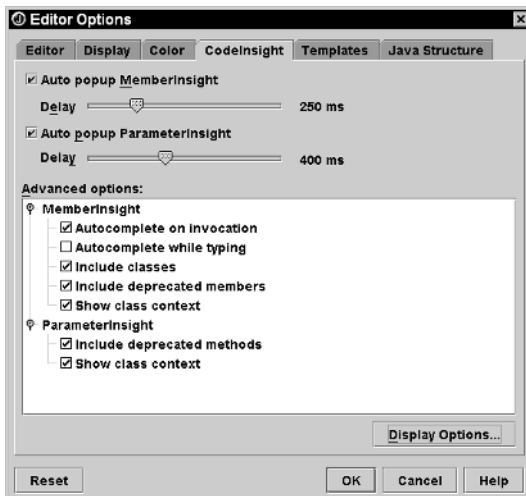 Editor Options
Editor Display Color CodeInsight Templates Java Structure
Auto popup MemberInsight
Delay 250 ms
Auto popup ParameterInsight
Delay 400 ms
Advanced options:
MemberInsight
Autocomplete on invocation
Autocomplete while typing
Include classes
Include deprecated members
Show class context
ParameterInsight
Include deprecated methods
Show class context
Display Options...
Reset OK Cancel Help